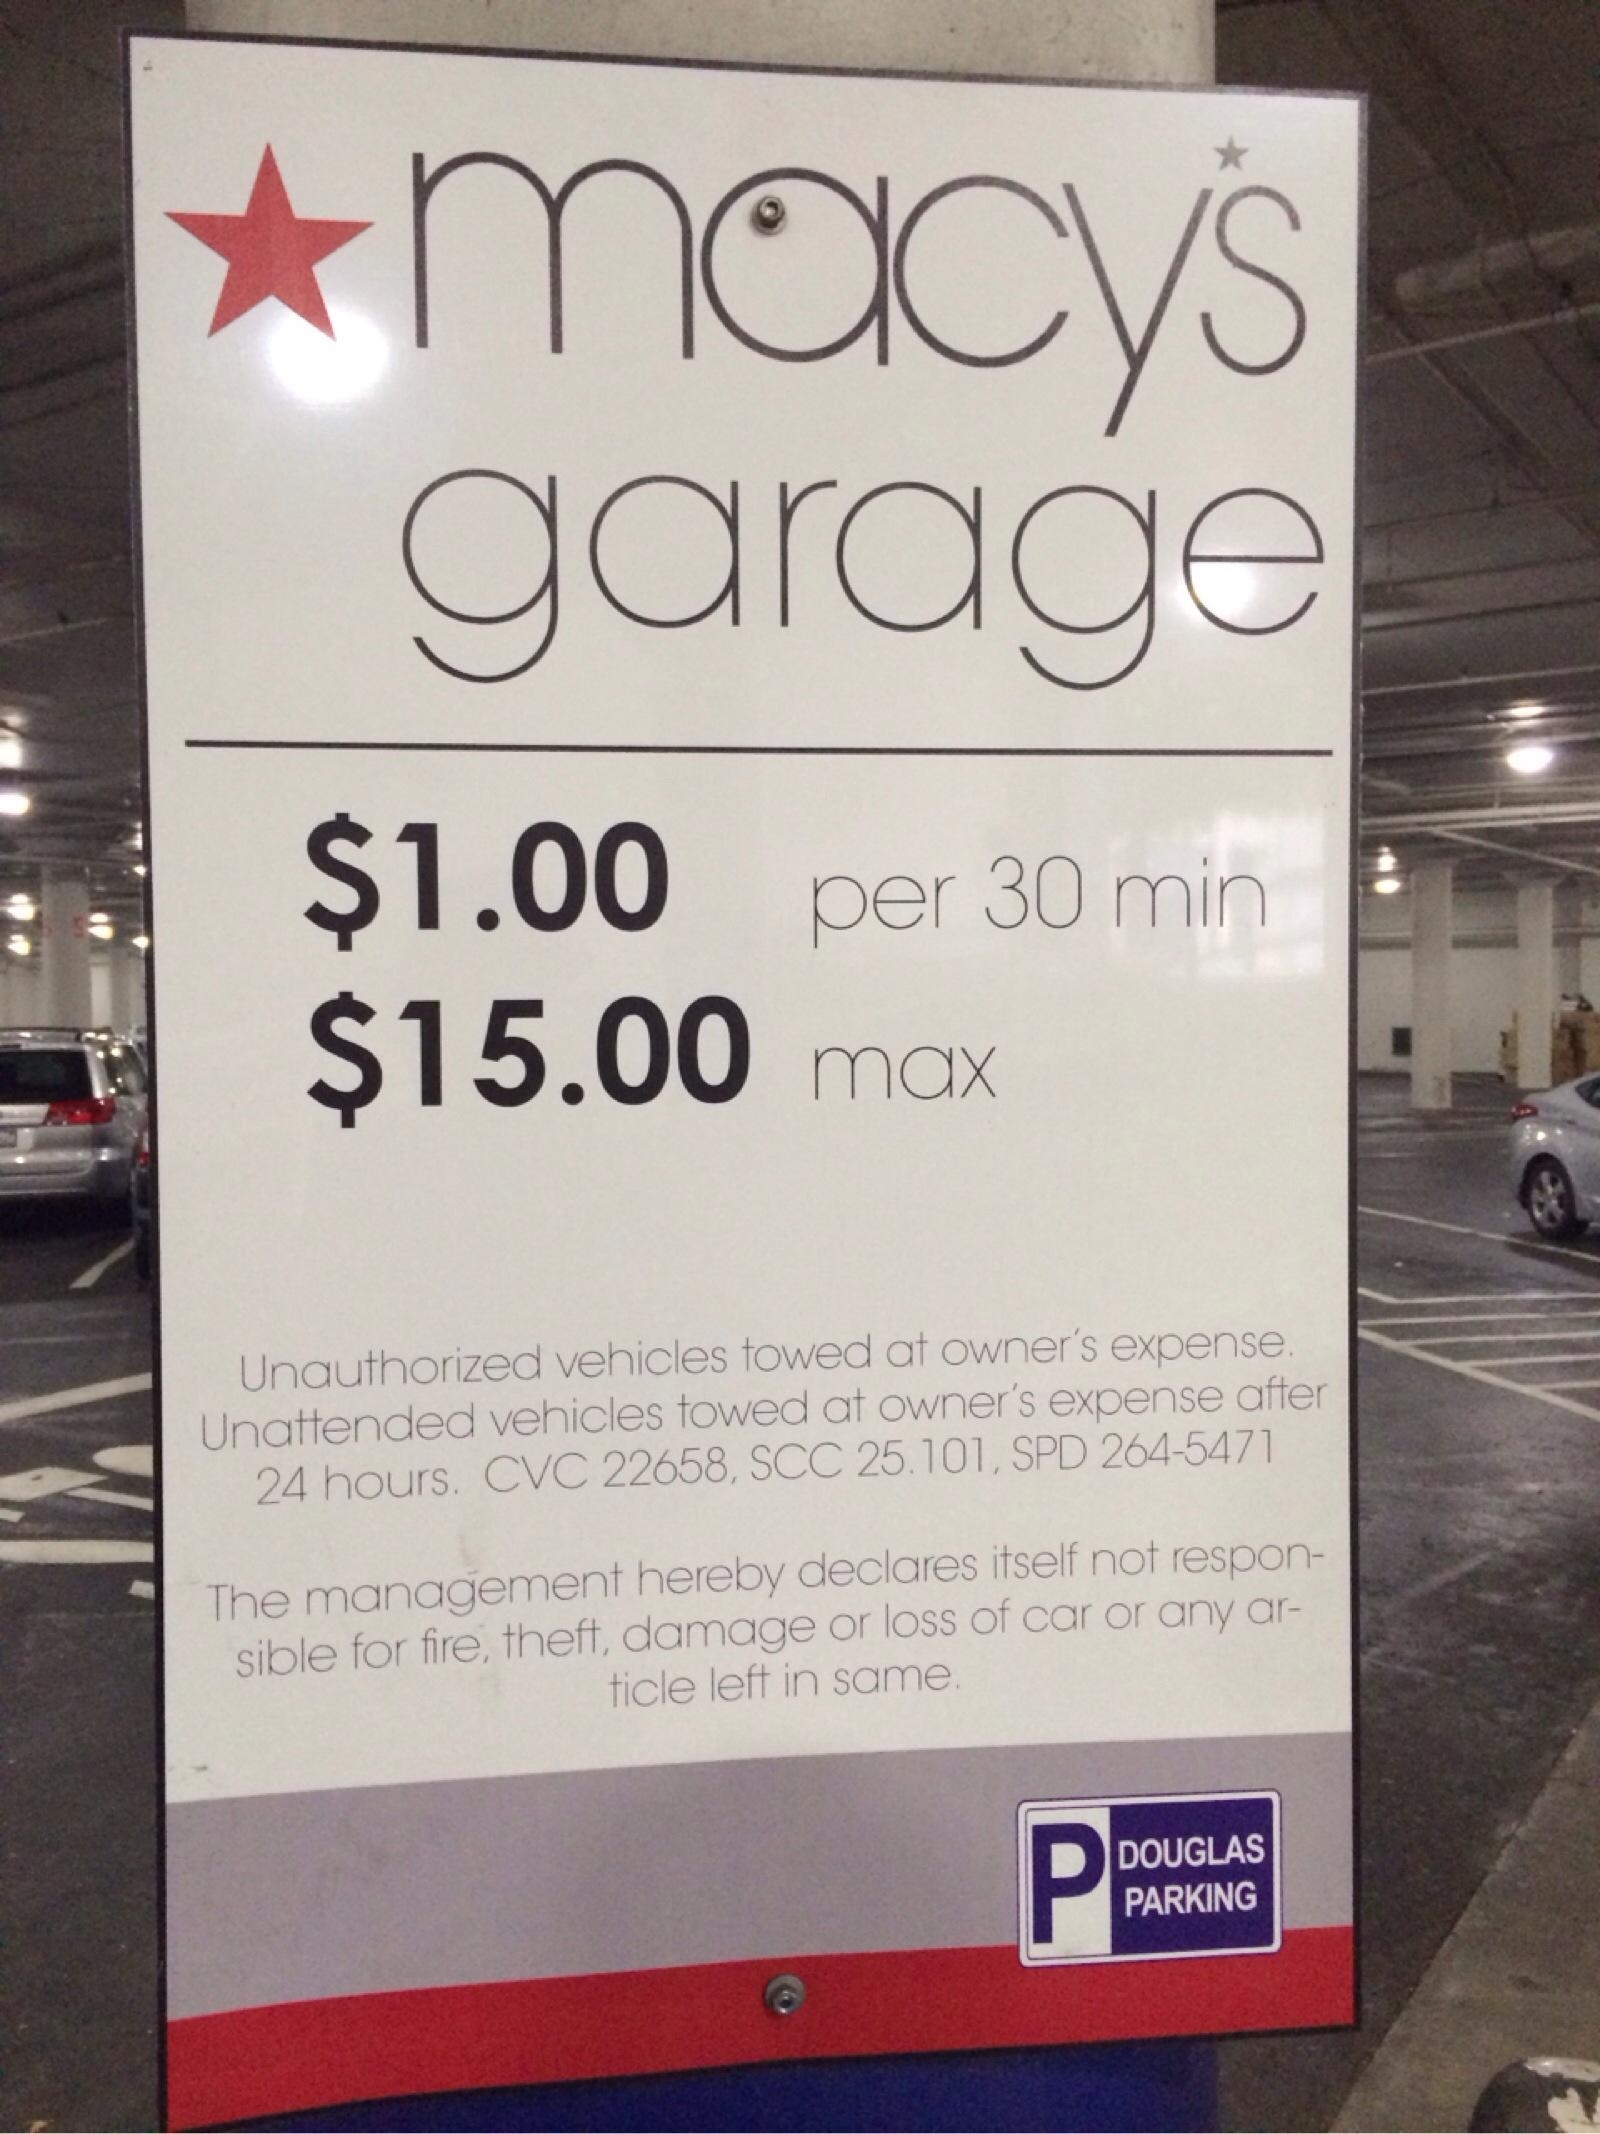 macy's
garage
$1.00 per 30 min
$15.00 max
Unauthorized vehicles towed at owner's expense.
Unattended vehicles towed at owner's expense after
24 hours. CVC 22658, SCC 25.101, SPD 264-5471
The management hereby declares itself not respon-
sible for fire, theft, damage or loss of car or any ar-
ticle left in same.
P DOUGLAS
PARKING